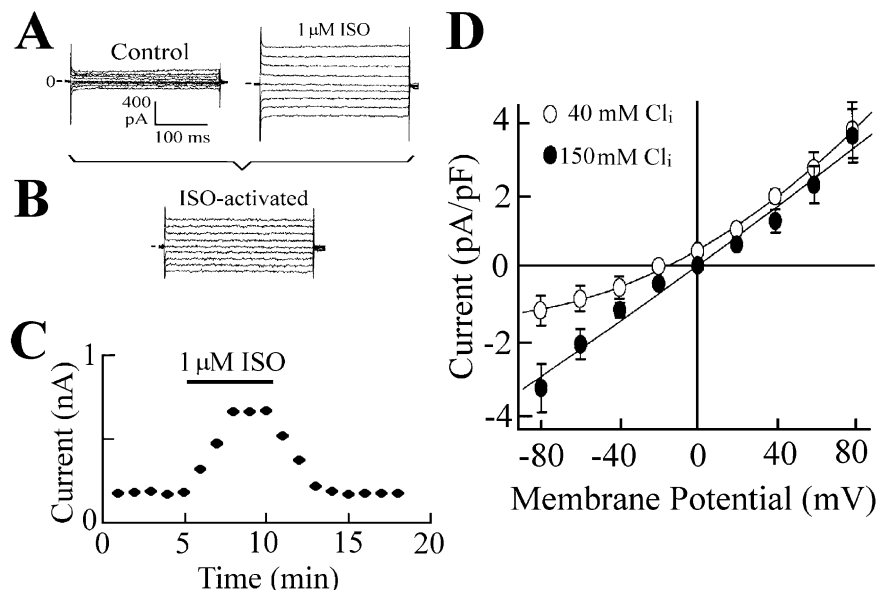 A
Control
1 μM ISO
0
400
pA
100 ms
B
ISO-activated
C
1 μM ISO
Current (nA)
1
0
0 5 10 15 20
Time (min)
D
40 mM Cli
150 mM Cli
Current (pA/pF)
4
2
0
-2
-4
-80 -40 0 40 80
Membrane Potential (mV)